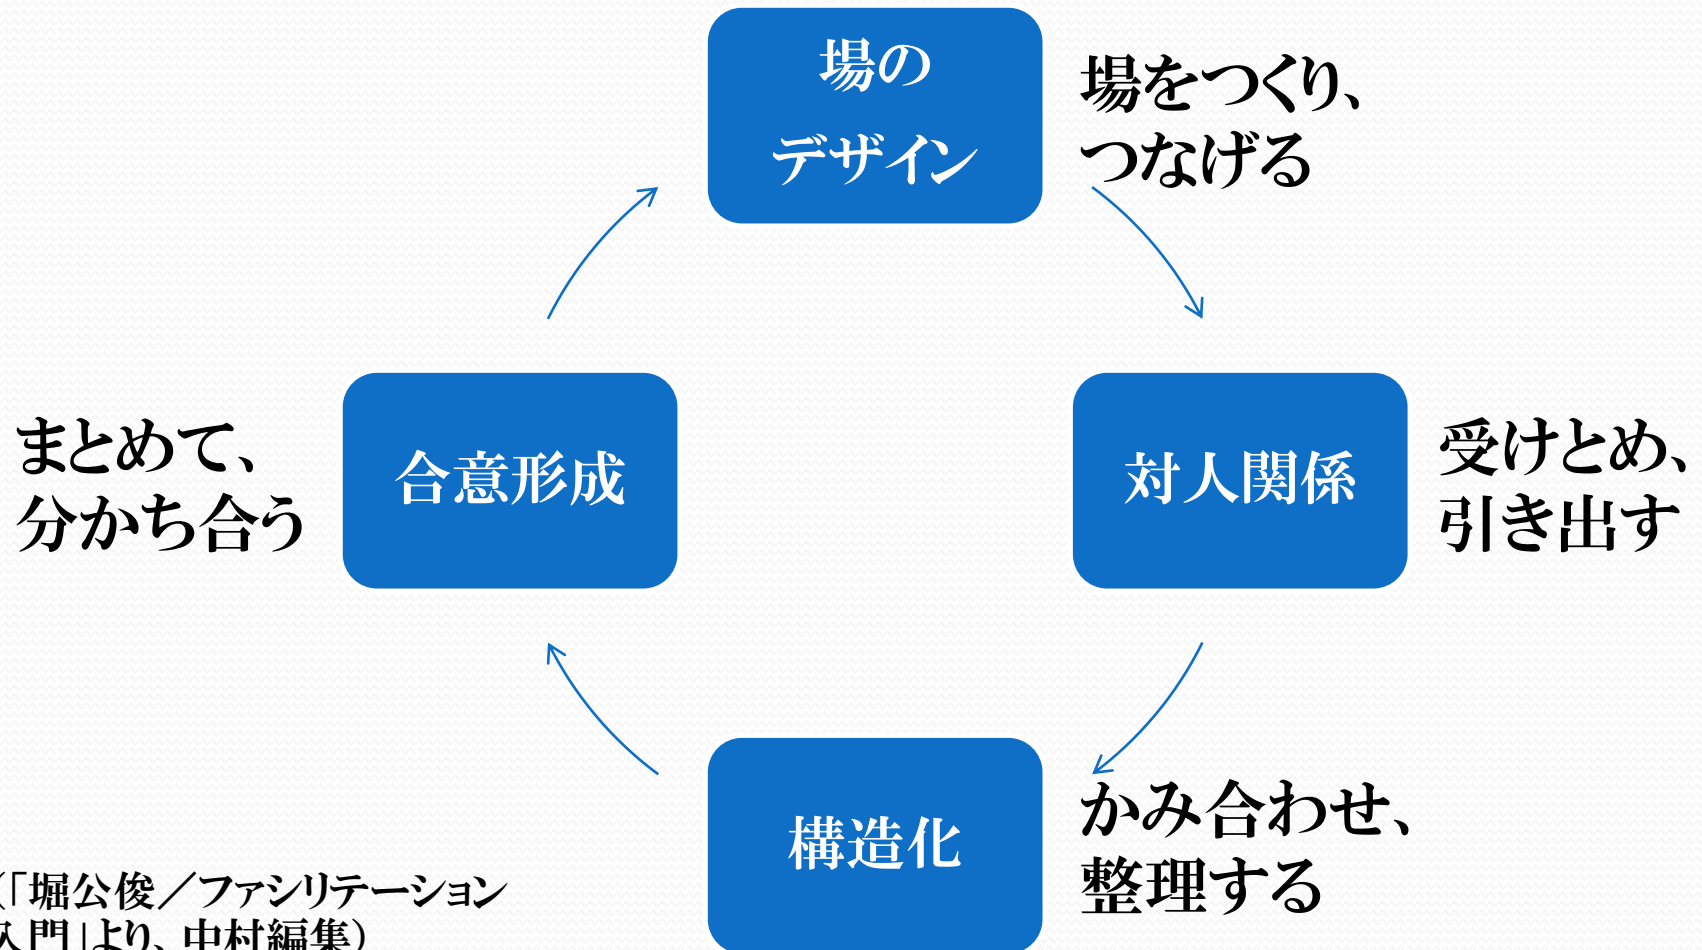 場の
デザイン
場をつくり、
つなげる
対人関係
受けとめ、
引き出す
構造化
かみ合わせ、
整理する
合意形成
まとめて、
分かち合う
(「堀公俊／ファシリテーション
入門」より、中村編集)